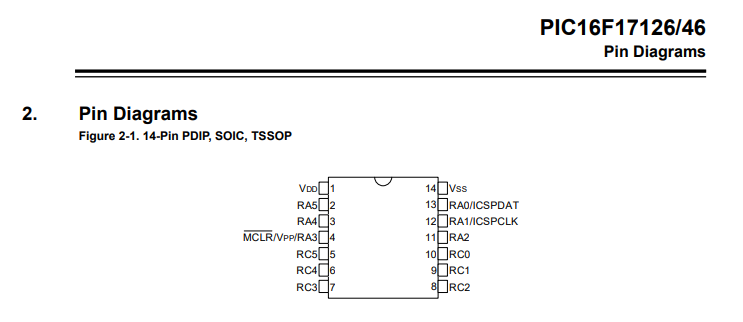 PIC16F17126/46
Pin Diagrams
2. Pin Diagrams
Figure 2-1. 14-Pin PDIP, SOIC, TSSOP
VDD 1 14 VSS
RA5 2 13 RA0/ICSPDAT
RA4 3 12 RA1/ICSPCLK
MCLR/VPP/RA3 4 11 RA2
RC5 5 10 RC0
RC4 6 9 RC1
RC3 7 8 RC2